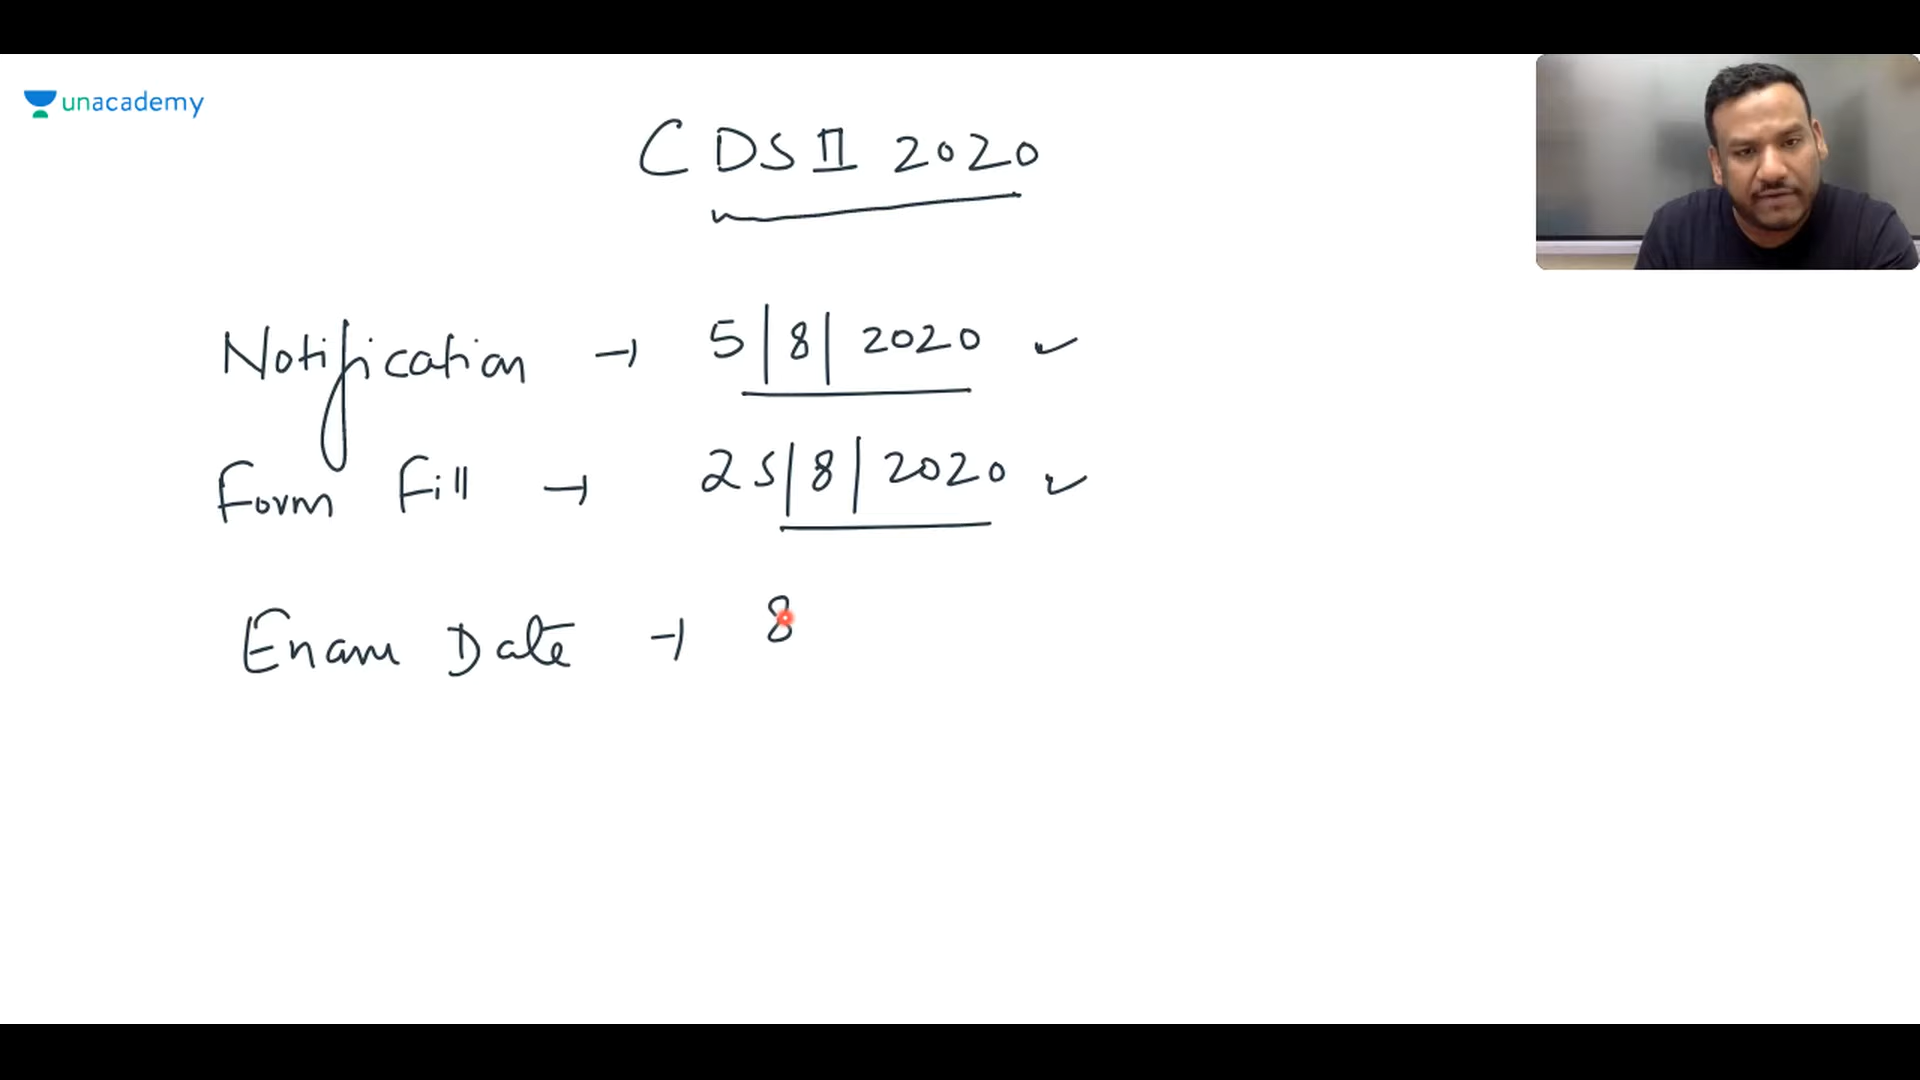 unacademy
CDS II 2020
Notification → 5|8|2020 ✓
Form Fill → 25|8|2020 ✓
Exam Date → 8